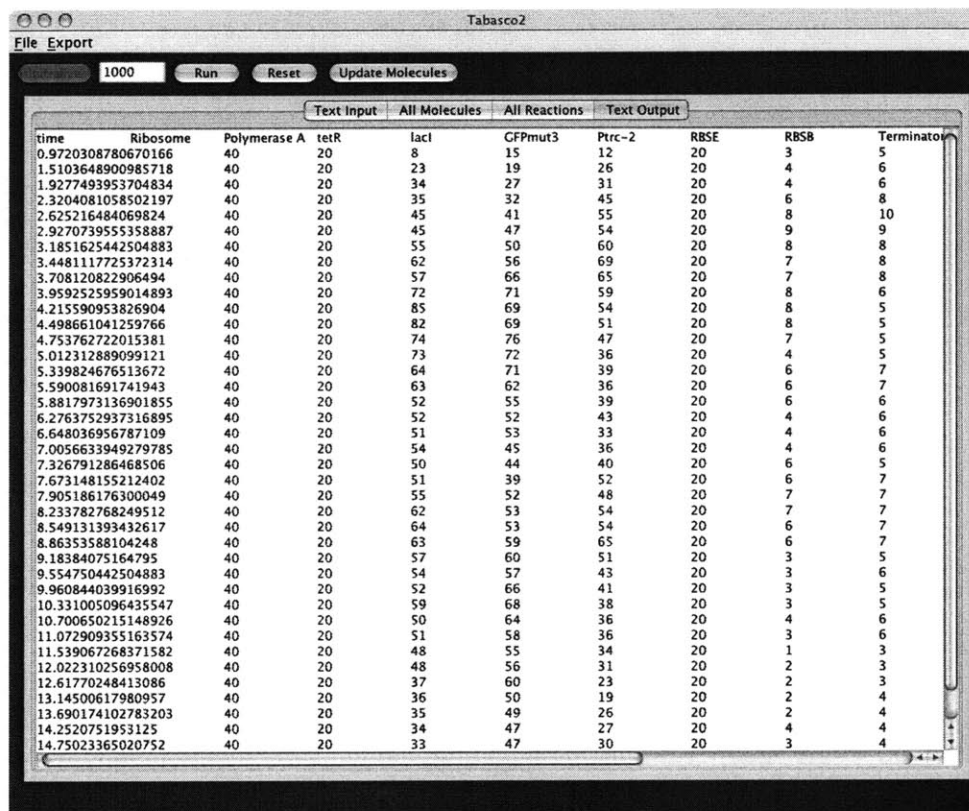 Tabasco2
File Export
1000 Run Reset Update Molecules
Text Input All Molecules All Reactions Text Output
time Ribosome Polymerase A tetR lacI GFPmut3 Ptrc-2 RBSE RBSB Terminator
0.9720308780670166 40 20 8 15 12 20 3 5
1.5103648900985718 40 20 23 19 26 20 4 6
1.9277493953704834 40 20 34 27 31 20 4 6
2.3204081058502197 40 20 35 32 45 20 6 8
2.625216484069824 40 20 45 41 55 20 8 10
2.9270739555358887 40 20 45 47 54 20 9 9
3.1851625442504883 40 20 55 50 60 20 8 8
3.4481117725372314 40 20 62 56 69 20 7 8
3.708120822906494 40 20 57 66 65 20 7 8
3.9592525959014893 40 20 72 71 59 20 8 6
4.215590953826904 40 20 85 69 54 20 8 5
4.498661041259766 40 20 82 69 51 20 8 5
4.753762722015381 40 20 74 76 47 20 7 5
5.012312889099121 40 20 73 72 36 20 4 5
5.339824676513672 40 20 64 71 39 20 6 7
5.590081691741943 40 20 63 62 36 20 6 7
5.8817973136901855 40 20 52 55 39 20 6 6
6.2763752937316895 40 20 52 52 43 20 4 6
6.648036956787109 40 20 51 53 33 20 4 6
7.0056633949279785 40 20 54 45 36 20 4 6
7.326791286468506 40 20 50 44 40 20 6 5
7.673148155212402 40 20 51 39 52 20 6 7
7.905186176300049 40 20 55 52 48 20 7 7
8.233782768249512 40 20 62 53 54 20 7 7
8.549131393432617 40 20 64 53 54 20 6 7
8.86353588104248 40 20 63 59 65 20 6 7
9.18384075164795 40 20 57 60 51 20 3 5
9.554750442504883 40 20 54 57 43 20 3 6
9.960844039916992 40 20 52 66 41 20 3 5
10.331005096435547 40 20 59 68 38 20 3 5
10.700650215148926 40 20 50 64 36 20 4 6
11.072909355163574 40 20 51 58 36 20 3 6
11.539067268371582 40 20 48 55 34 20 1 3
12.022310256958008 40 20 48 56 31 20 2 3
12.61770248413086 40 20 37 60 23 20 2 3
13.14500617980957 40 20 36 50 19 20 2 4
13.690174102783203 40 20 35 49 26 20 2 4
14.2520751953125 40 20 34 47 27 20 4 4
14.75023365020752 40 20 33 47 30 20 3 4